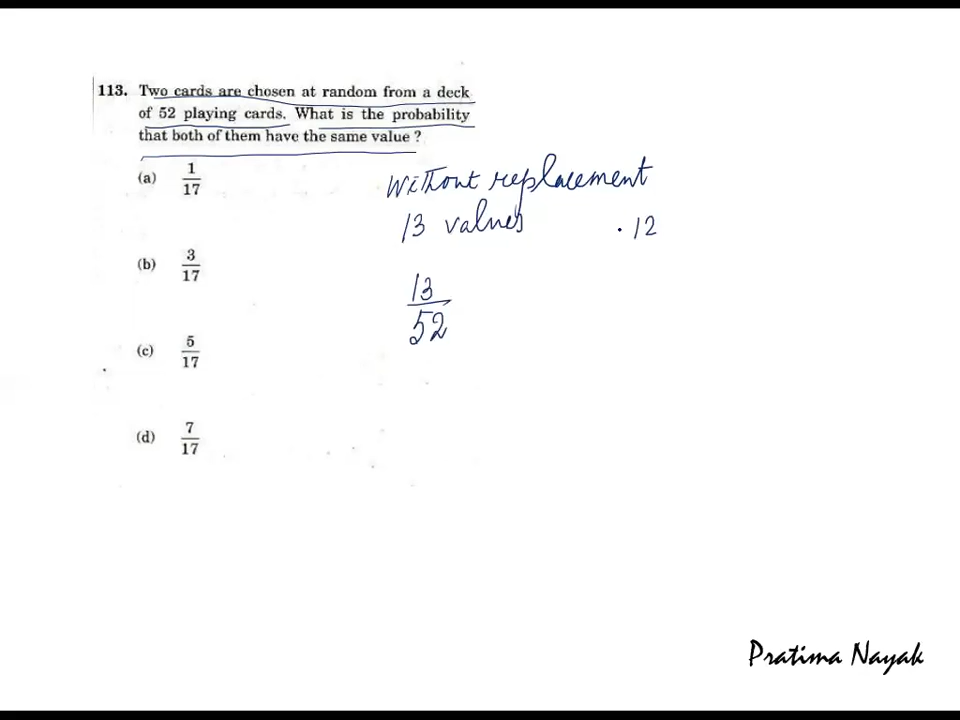 113. Two cards are chosen at random from a deck
of 52 playing cards. What is the probability
that both of them have the same value ?
(a) 1/17
without replacement
13 values . 12
(b) 3/17
13/52
(c) 5/17
(d) 7/17
Pratima Nayak